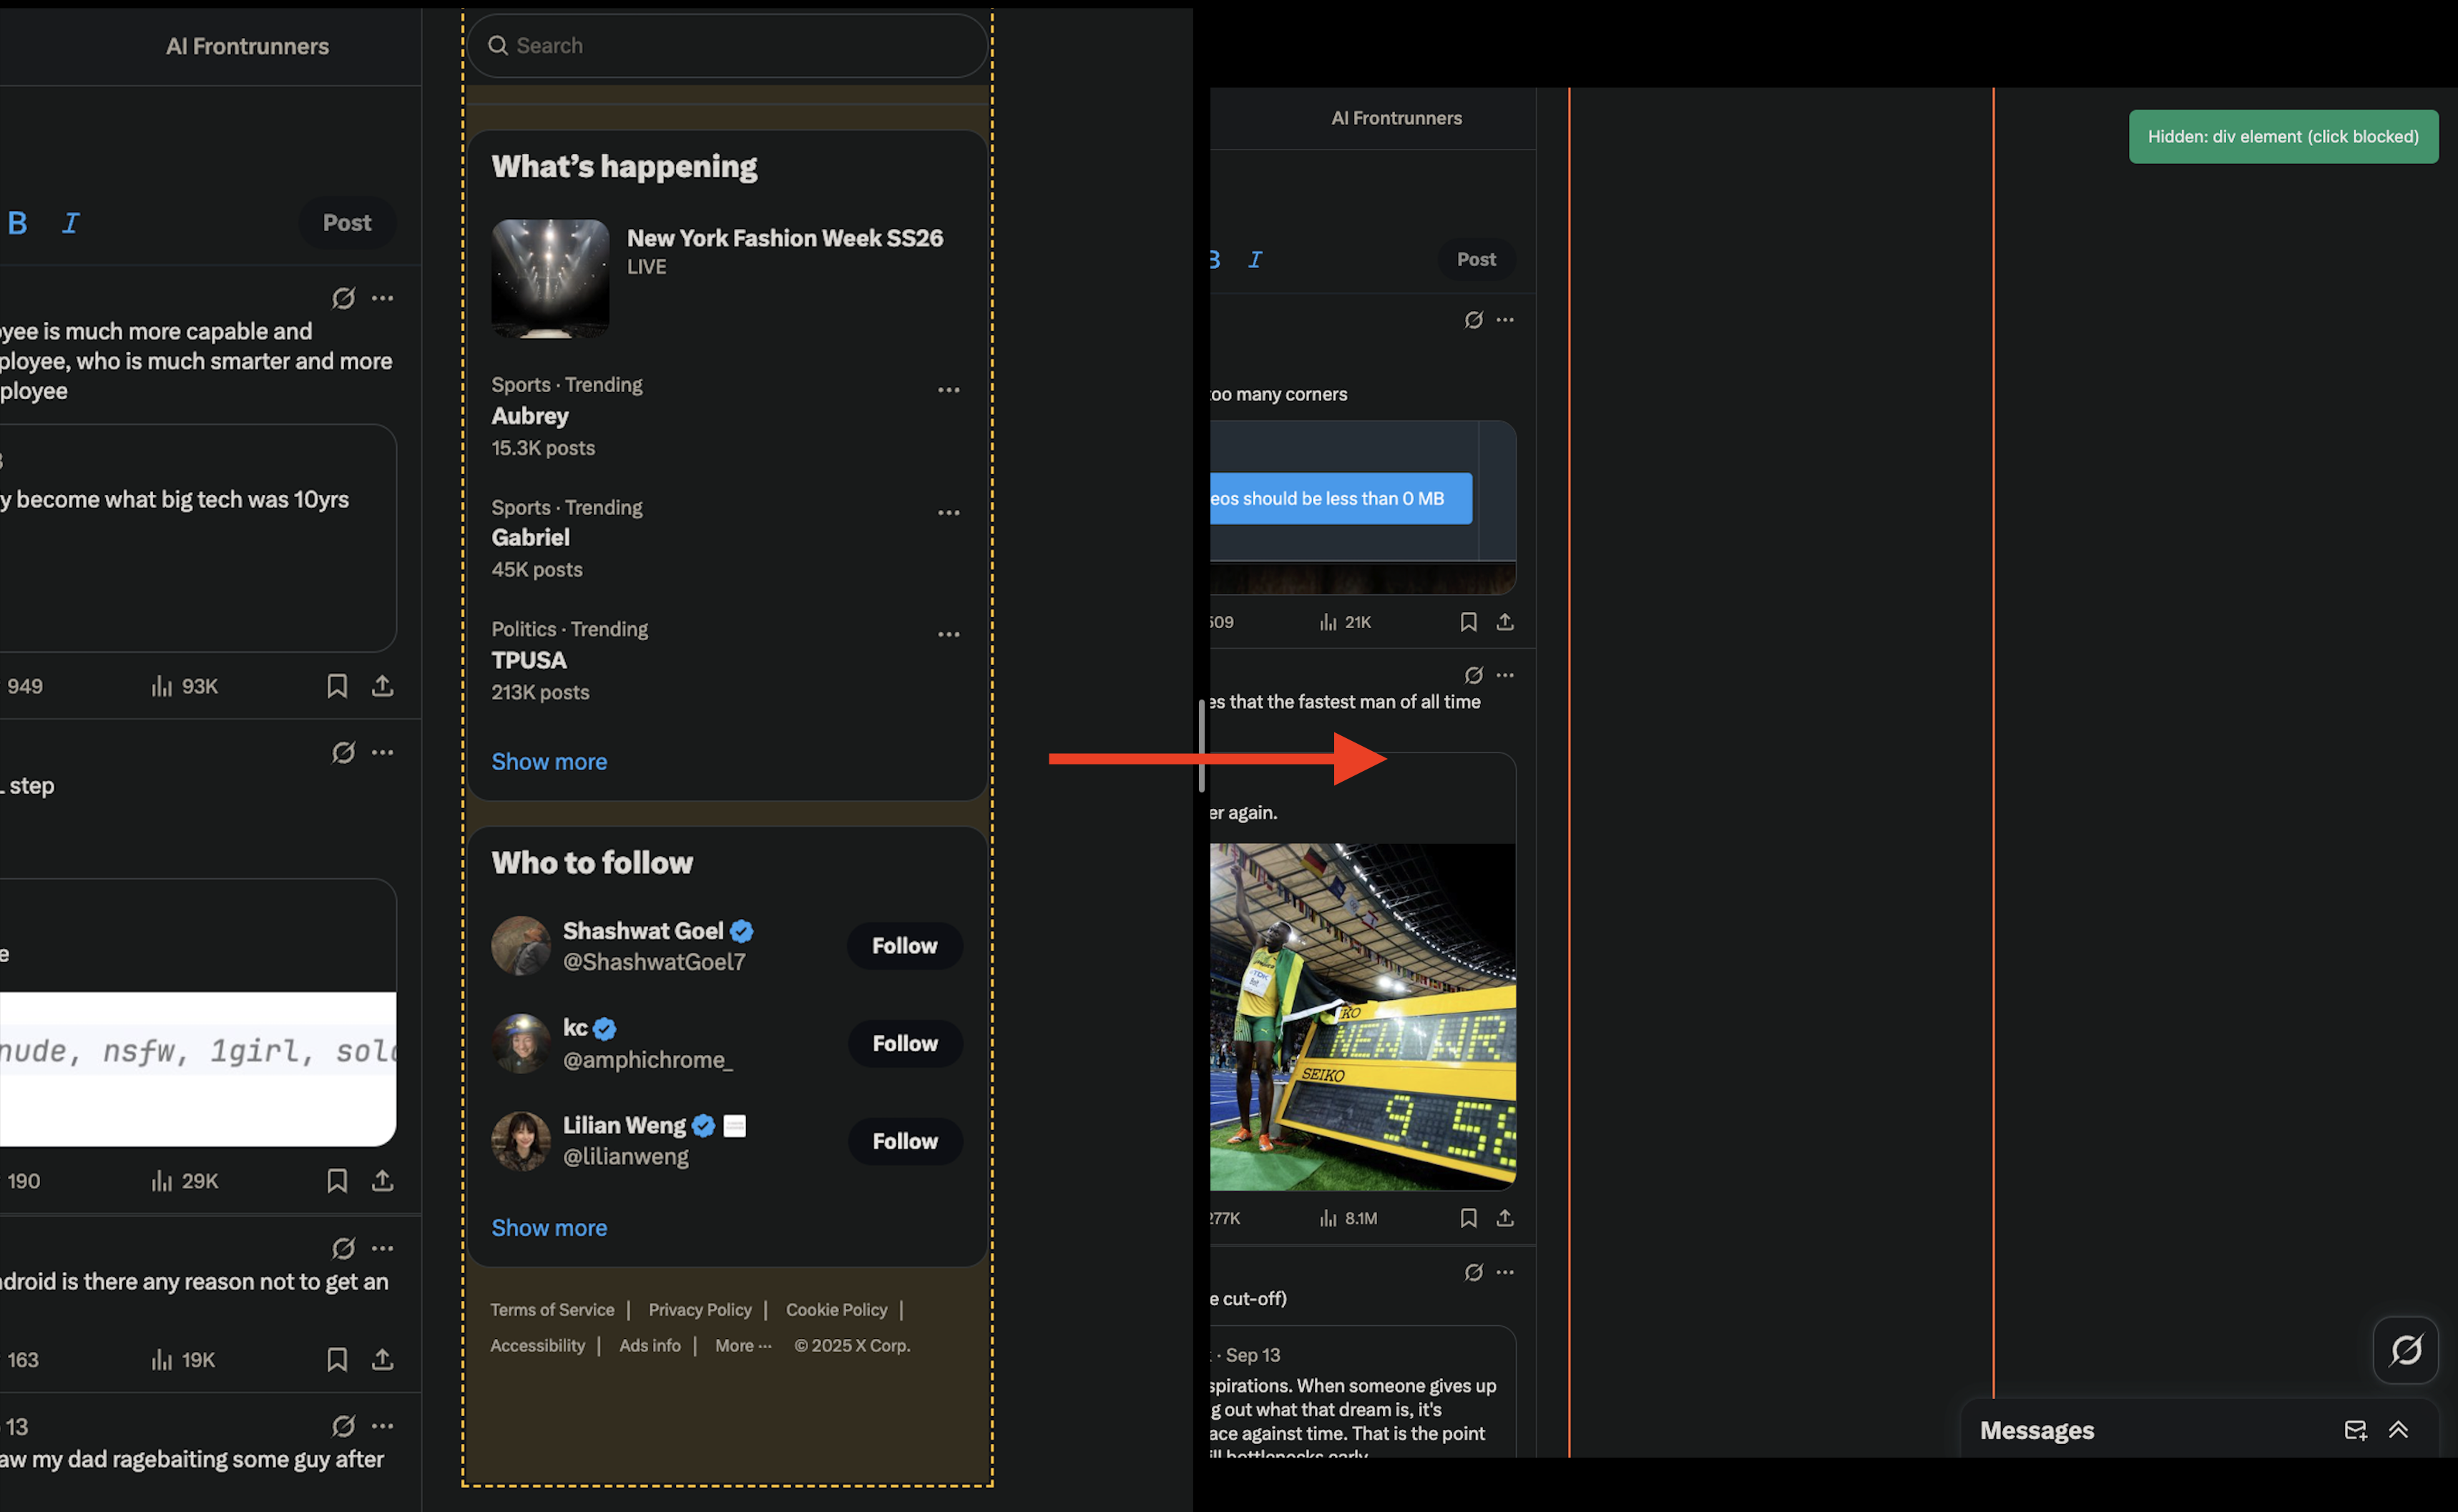 AI Frontrunners
B I Post
yee is much more capable and
ployee, who is much smarter and more
ployee
y become what big tech was 10yrs
949 93K
step
e
nude, nsfw, 1girl, solo
190 29K
ndroid is there any reason not to get an
163 19K
13
aw my dad ragebaiting some guy after
Search
What's happening
New York Fashion Week SS26
LIVE
Sports · Trending
Aubrey
15.3K posts
Sports · Trending
Gabriel
45K posts
Politics · Trending
TPUSA
213K posts
Show more
Who to follow
Shashwat Goel
@ShashwatGoel7
Follow
kc
@amphichrome_
Follow
Lilian Weng
@lilianweng
Follow
Show more
Terms of Service | Privacy Policy | Cookie Policy |
Accessibility | Ads info | More ··· © 2025 X Corp.
AI Frontrunners
B I Post
too many corners
eos should be less than 0 MB
509 21K
es that the fastest man of all time
er again.
TDK
SEIKO
NEW WR
SEIKO
9.58
277K 8.1M
e cut-off)
· Sep 13
spirations. When someone gives up
g out what that dream is, it's
ace against time. That is the point
ill bottlenecks early
Hidden: div element (click blocked)
Messages